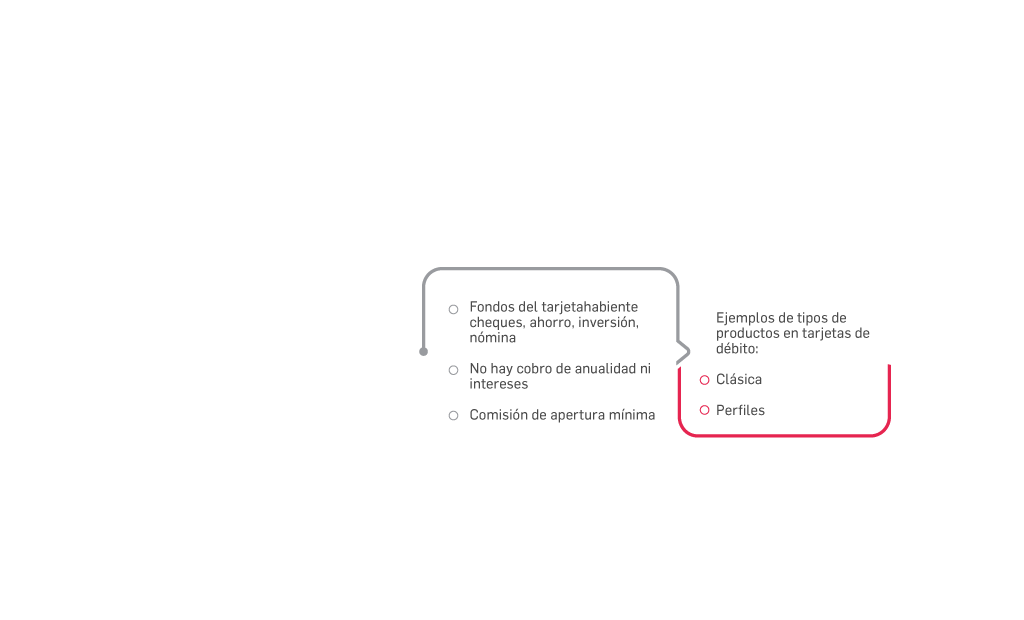 Fondos del tarjetahabiente
cheques, ahorro, inversión,
nómina
No hay cobro de anualidad ni
intereses
Comisión de apertura mínima
Ejemplos de tipos de
productos en tarjetas de
débito:
Clásica
Perfiles